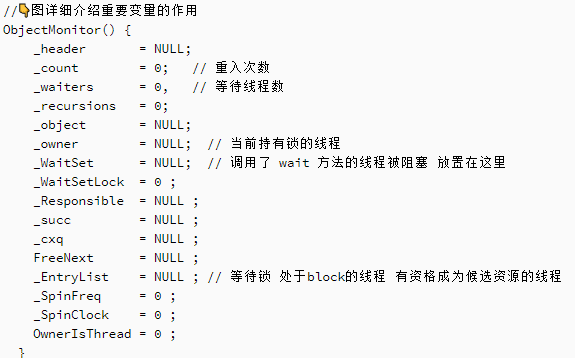 //👇图详细介绍重要变量的作用
ObjectMonitor() {
    _header       = NULL;
    _count        = 0;   // 重入次数
    _waiters      = 0,   // 等待线程数
    _recursions   = 0;
    _object       = NULL;
    _owner        = NULL;  // 当前持有锁的线程
    _WaitSet      = NULL;  // 调用了 wait 方法的线程被阻塞 放置在这里
    _WaitSetLock  = 0 ;
    _Responsible  = NULL ;
    _succ         = NULL ;
    _cxq          = NULL ;
    FreeNext      = NULL ;
    _EntryList    = NULL ; // 等待锁 处于block的线程 有资格成为候选资源的线程
    _SpinFreq     = 0 ;
    _SpinClock    = 0 ;
    OwnerIsThread = 0 ;
  }